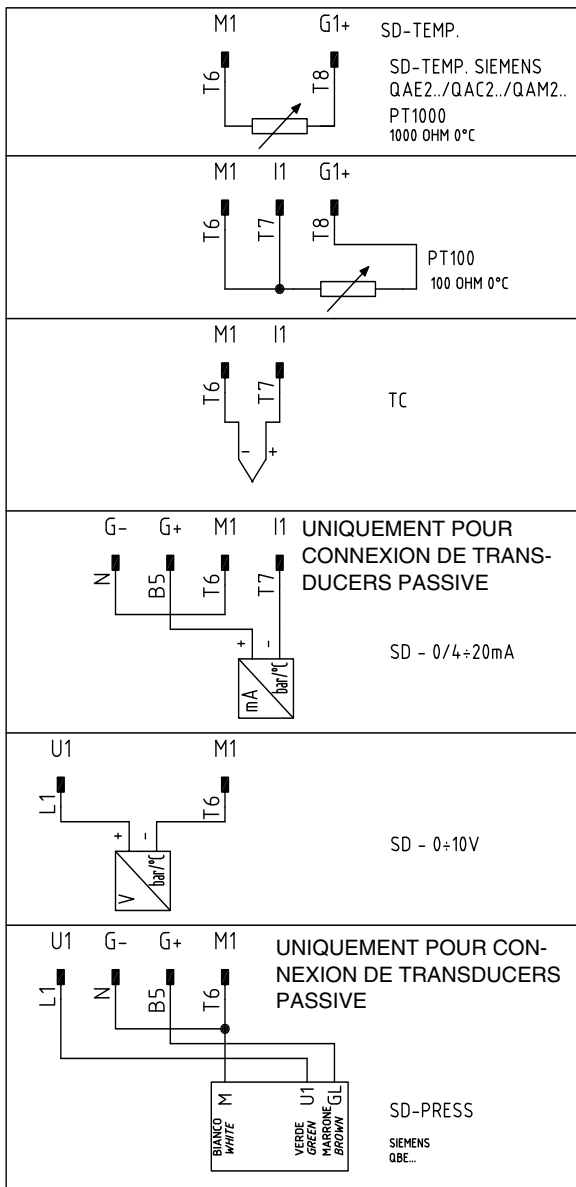 M1 G1+ SD-TEMP.
T6 T8
SD-TEMP. SIEMENS
QAE2../QAC2../QAM2..
PT1000
1000 OHM 0°C
M1 I1 G1+
T6 T7 T8
PT100
100 OHM 0°C
M1 I1
T6 T7
TC
- +
G- G+ M1 I1
UNIQUEMENT POUR
CONNEXION DE TRANS-
DUCERS PASSIVE
N B5 T6 T7
+ -
mA bar/°C
SD - 0/4÷20mA
U1 M1
L1 T6
+ -
V bar/°C
SD - 0÷10V
U1 G- G+ M1
UNIQUEMENT POUR CON-
NEXION DE TRANSDUCERS
PASSIVE
L1 N B5 T6
M U1 GL
BIANCO
WHITE
VERDE
GREEN
MARRONE
BROWN
SD-PRESS
SIEMENS
QBE...